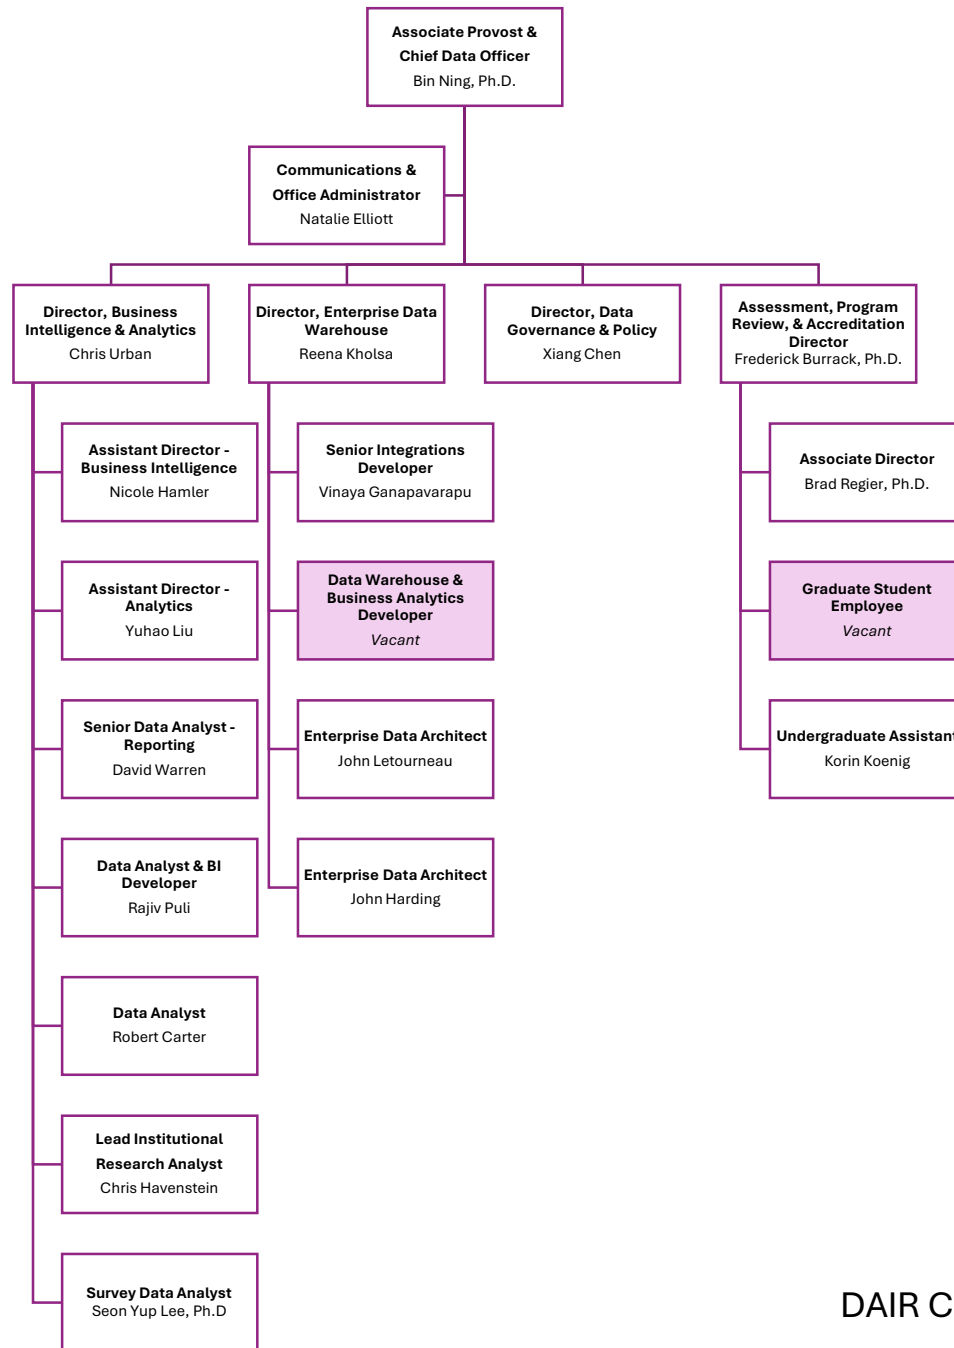 Associate Provost &
Chief Data Officer
Bin Ning, Ph.D.
Communications &
Office Administrator
Natalie Elliott
Director, Business
Intelligence & Analytics
Chris Urban
Director, Enterprise Data
Warehouse
Reena Kholsa
Director, Data
Governance & Policy
Xiang Chen
Assessment, Program
Review, & Accreditation
Director
Frederick Burrack, Ph.D.
Assistant Director -
Business Intelligence
Nicole Hamler
Assistant Director -
Analytics
Yuhao Liu
Senior Data Analyst -
Reporting
David Warren
Data Analyst & BI
Developer
Rajiv Puli
Data Analyst
Robert Carter
Lead Institutional
Research Analyst
Chris Havenstein
Survey Data Analyst
Seon Yup Lee, Ph.D
Senior Integrations
Developer
Vinaya Ganapavarapu
Data Warehouse &
Business Analytics
Developer
Vacant
Enterprise Data Architect
John Letourneau
Enterprise Data Architect
John Harding
Associate Director
Brad Regier, Ph.D.
Graduate Student
Employee
Vacant
Undergraduate Assistant
Korin Koenig
DAIR C